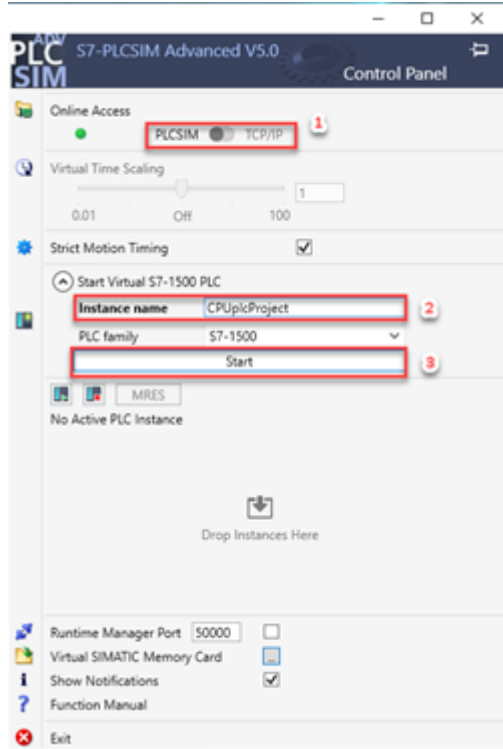 ADV
PLC SIM
S7-PLCSIM Advanced V5.0
Control Panel
Online Access
PLCSIM TCP/IP
1
Virtual Time Scaling
1
0.01 Off 100
Strict Motion Timing
Start Virtual S7-1500 PLC
Instance name CPUplcProject
2
PLC family S7-1500
Start
3
MRES
No Active PLC Instance
Drop Instances Here
Runtime Manager Port 50000
Virtual SIMATIC Memory Card ...
Show Notifications
Function Manual
Exit